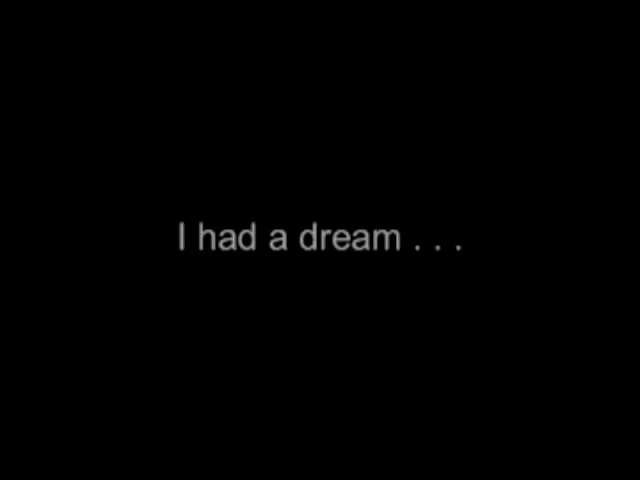 I had a dream . . .